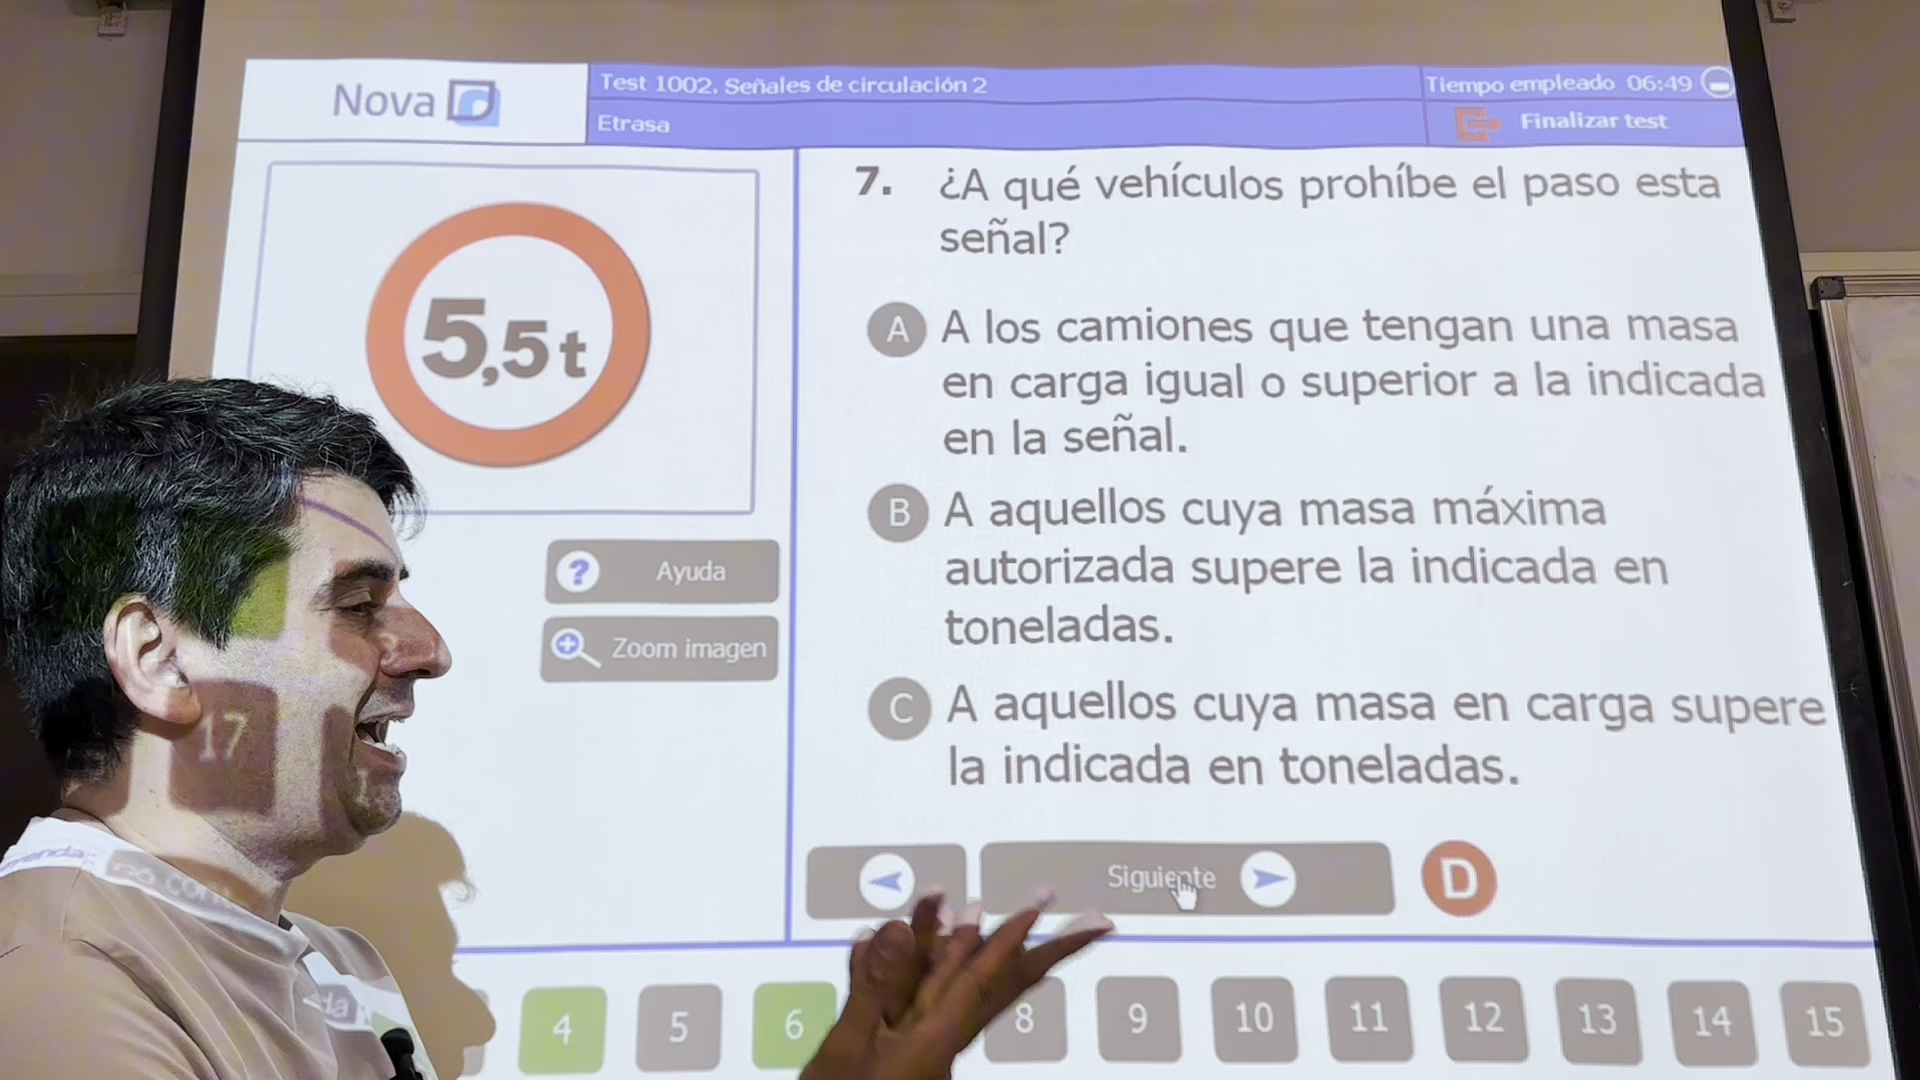 Nova
Test 1002. Señales de circulación 2
Tiempo empleado 06:49
Etrasa
Finalizar test
5,5 t
7. ¿A qué vehículos prohíbe el paso esta
señal?
A A los camiones que tengan una masa
en carga igual o superior a la indicada
en la señal.
B A aquellos cuya masa máxima
autorizada supere la indicada en
toneladas.
C A aquellos cuya masa en carga supere
la indicada en toneladas.
? Ayuda
Zoom imagen
Siguiente
D
4 5 6 8 9 10 11 12 13 14 15
17